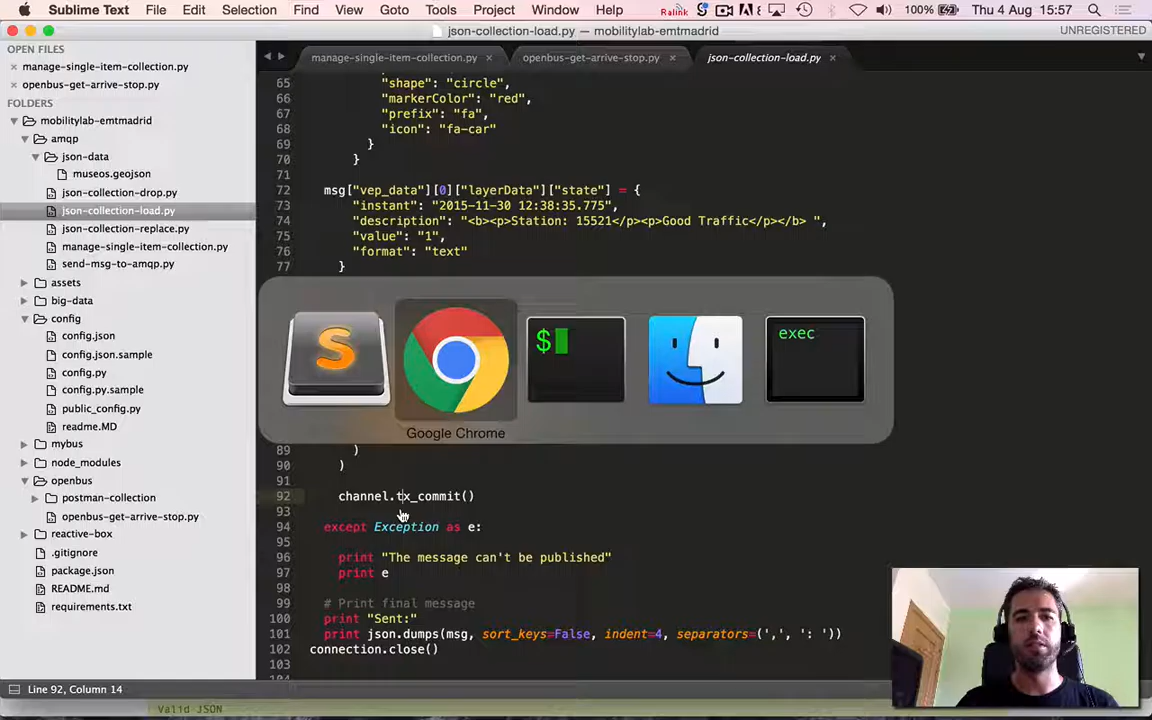 Sublime Text File Edit Selection Find View Goto Tools Project Window Help Ralink 100% Thu 4 Aug 15:57
json-collection-load.py — mobilitylab-emtmadrid UNREGISTERED
OPEN FILES
manage-single-item-collection.py
openbus-get-arrive-stop.py
FOLDERS
mobilitylab-emtmadrid
amqp
json-data
museos.geojson
json-collection-drop.py
json-collection-load.py
json-collection-replace.py
manage-single-item-collection.py
send-msg-to-amqp.py
assets
big-data
config
config.json
config.json.sample
config.py
config.py.sample
public_config.py
readme.MD
mybus
node_modules
openbus
postman-collection
openbus-get-arrive-stop.py
reactive-box
.gitignore
package.json
README.md
requirements.txt
manage-single-item-collection.py openbus-get-arrive-stop.py json-collection-load.py
65 "shape": "circle",
66 "markerColor": "red",
67 "prefix": "fa",
68 "icon": "fa-car"
69 }
70 }
71
72 msg["vep_data"][0]["layerData"]["state"] = {
73 "instant": "2015-11-30 12:38:35.775",
74 "description": "<b><p>Station: 15521</p><p>Good Traffic</p></b> ",
75 "value": "1",
76 "format": "text"
77 }
$
exec
Google Chrome
89 )
90 )
91
92 channel.tx_commit()
93
94 except Exception as e:
95
96 print "The message can't be published"
97 print e
98
99 # Print final message
100 print "Sent:"
101 print json.dumps(msg, sort_keys=False, indent=4, separators=(',', ': '))
102 connection.close()
103
Line 92, Column 14
Valid JSON